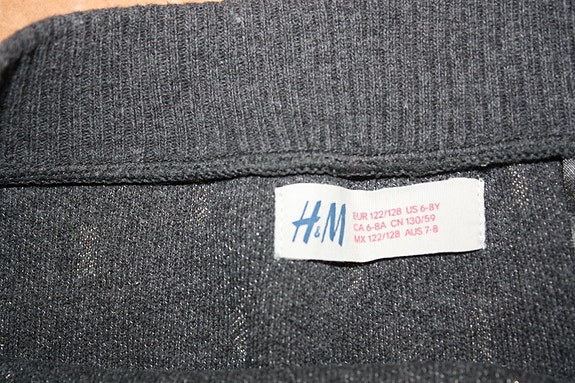 H&M
EUR 122/128 US 6-8Y
CA 6-8A CN 130/59
MX 122/128 AUS 7-8